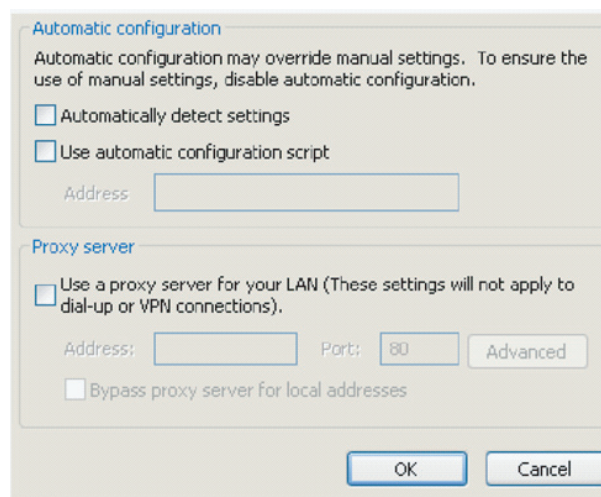 Automatic configuration
Automatic configuration may override manual settings. To ensure the
use of manual settings, disable automatic configuration.
Automatically detect settings
Use automatic configuration script
Address
Proxy server
Use a proxy server for your LAN (These settings will not apply to
dial-up or VPN connections).
Address: Port: 80 Advanced
Bypass proxy server for local addresses
OK Cancel